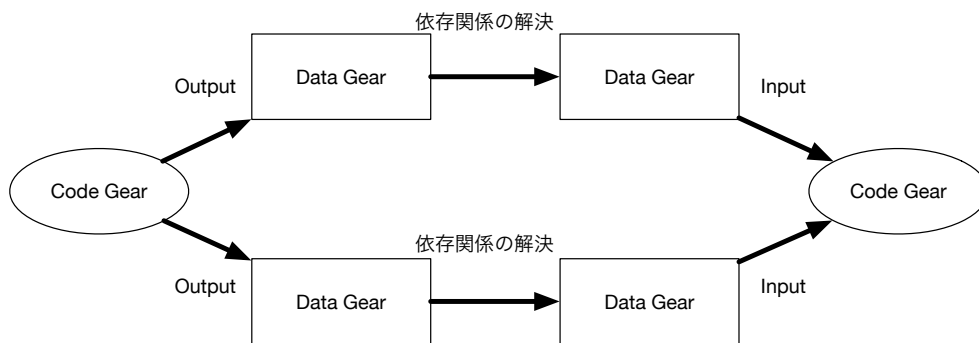 依存関係の解決
Output
Data Gear
Data Gear
Input
Code Gear
Code Gear
依存関係の解決
Output
Data Gear
Data Gear
Input